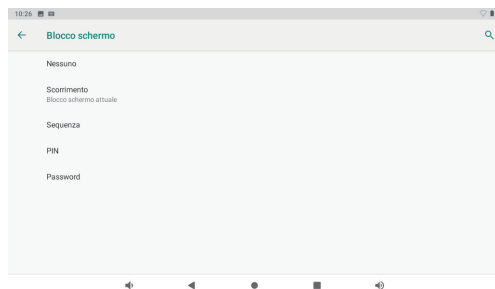 10:26
Blocco schermo
Nessuno
Scorrimento
Blocco schermo attuale
Sequenza
PIN
Password